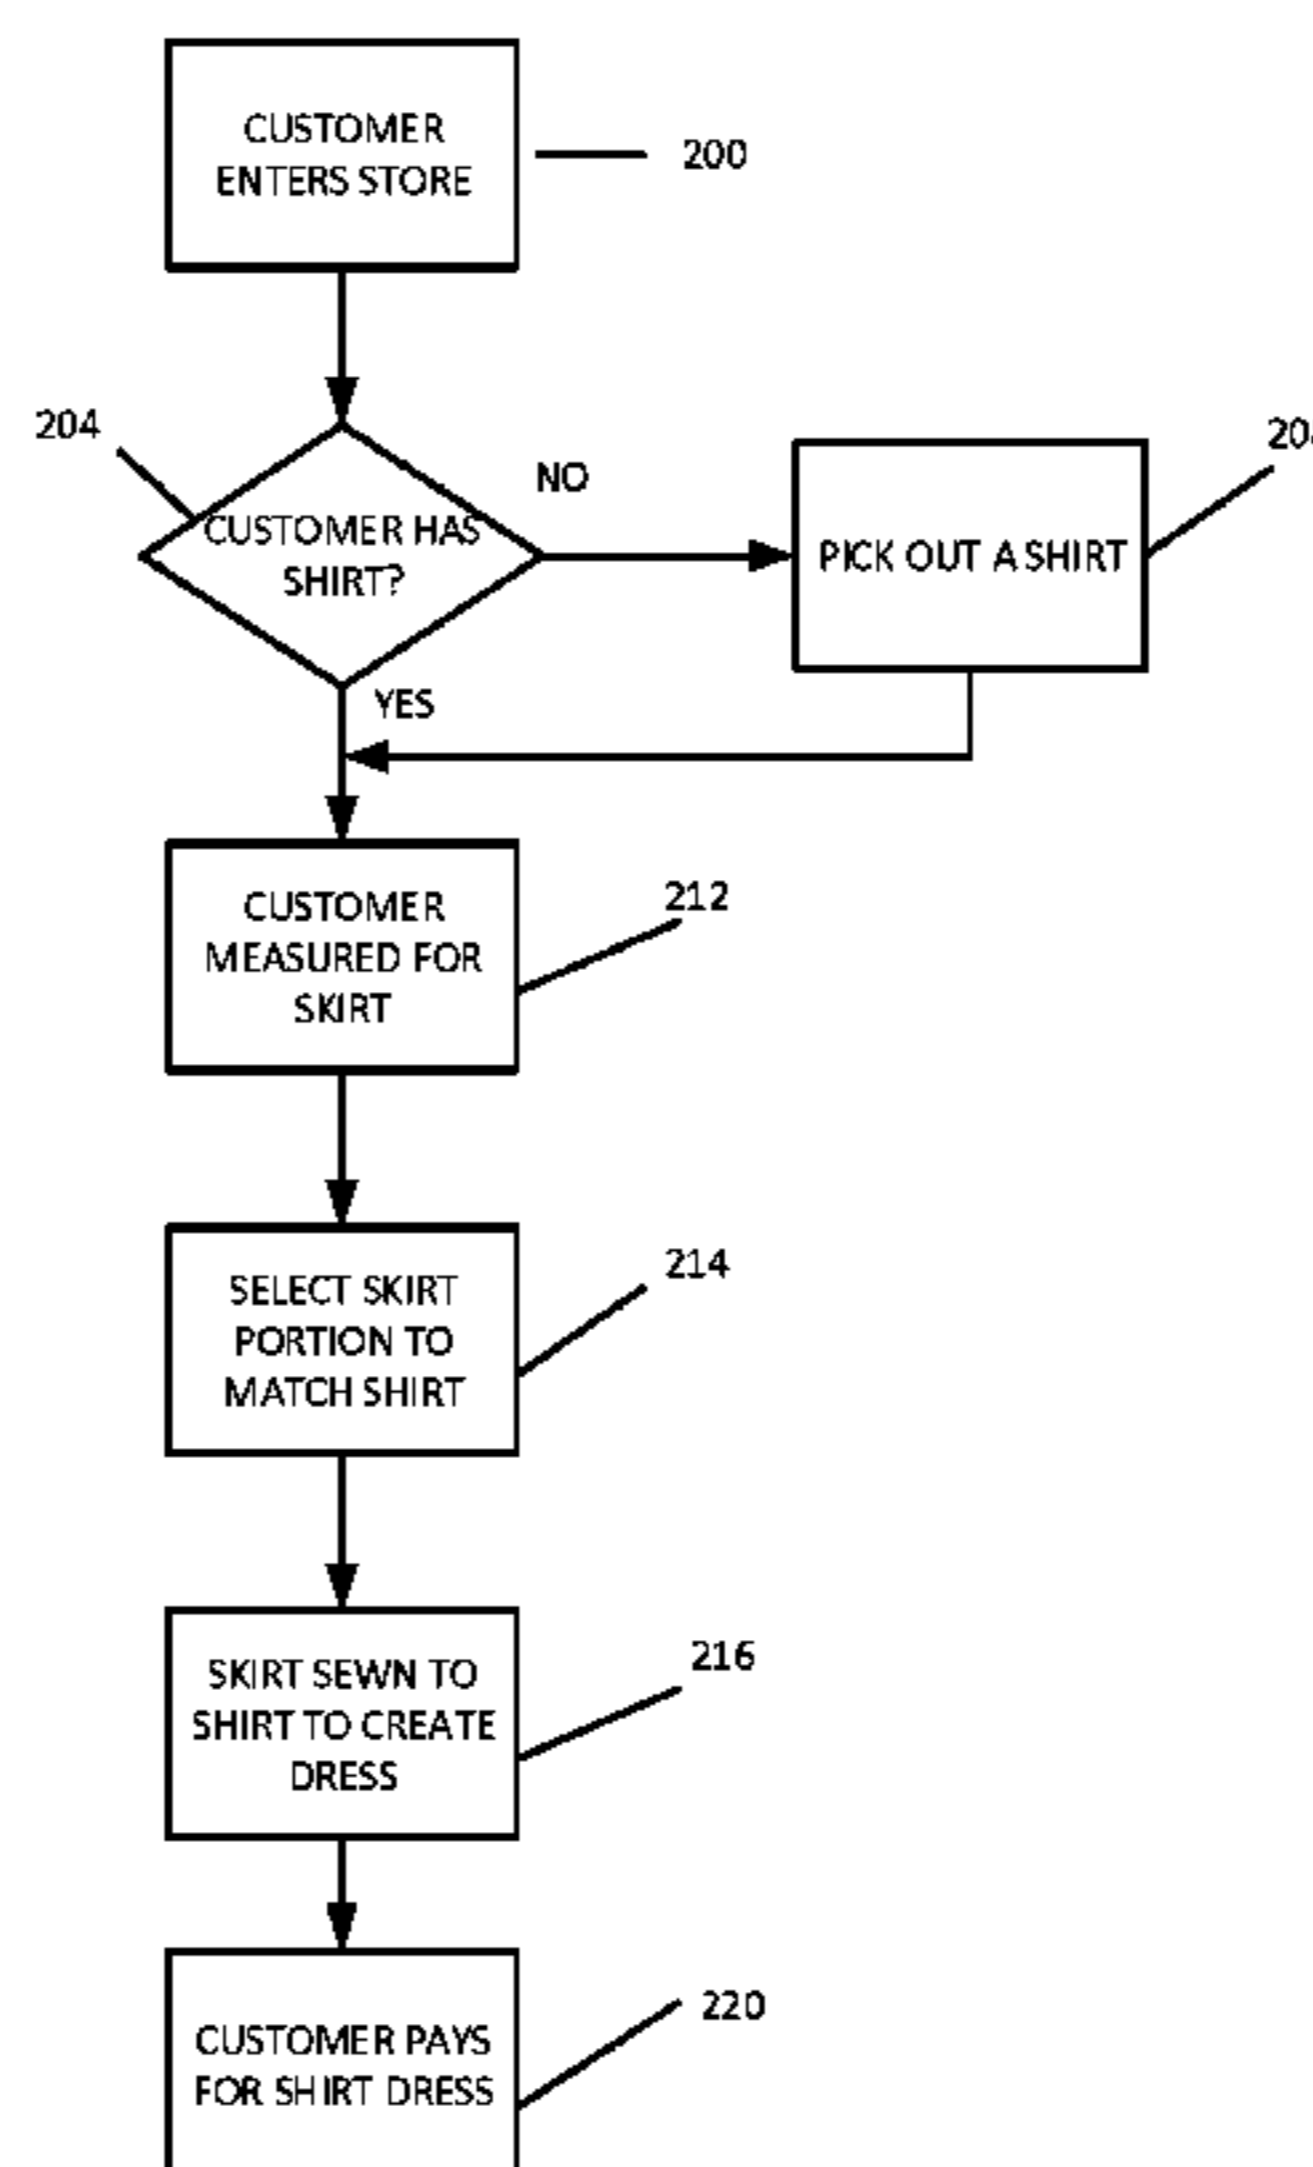 CUSTOMER
ENTERS STORE
200
204
CUSTOMER HAS
SHIRT?
NO
PICK OUT A SHIRT
YES
CUSTOMER
MEASURED FOR
SKIRT
212
SELECT SKIRT
PORTION TO
MATCH SHIRT
214
SKIRT SEWN TO
SHIRT TO CREATE
DRESS
216
CUSTOMER PAYS
FOR SHIRT DRESS
220